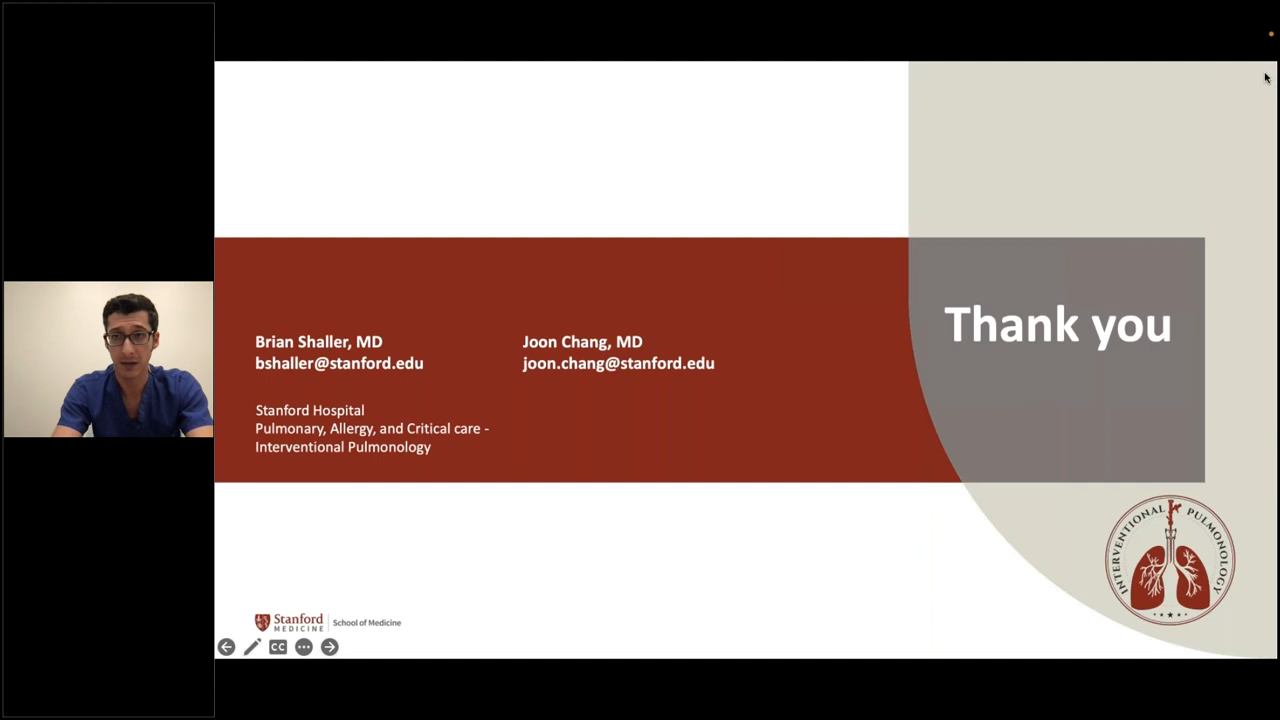 Thank you
Brian Shaller, MD
bshaller@stanford.edu
Joon Chang, MD
joon.chang@stanford.edu
Stanford Hospital
Pulmonary, Allergy, and Critical care -
Interventional Pulmonology
INTERVENTIONAL PULMONOLOGY
Stanford
MEDICINE
School of Medicine
CC